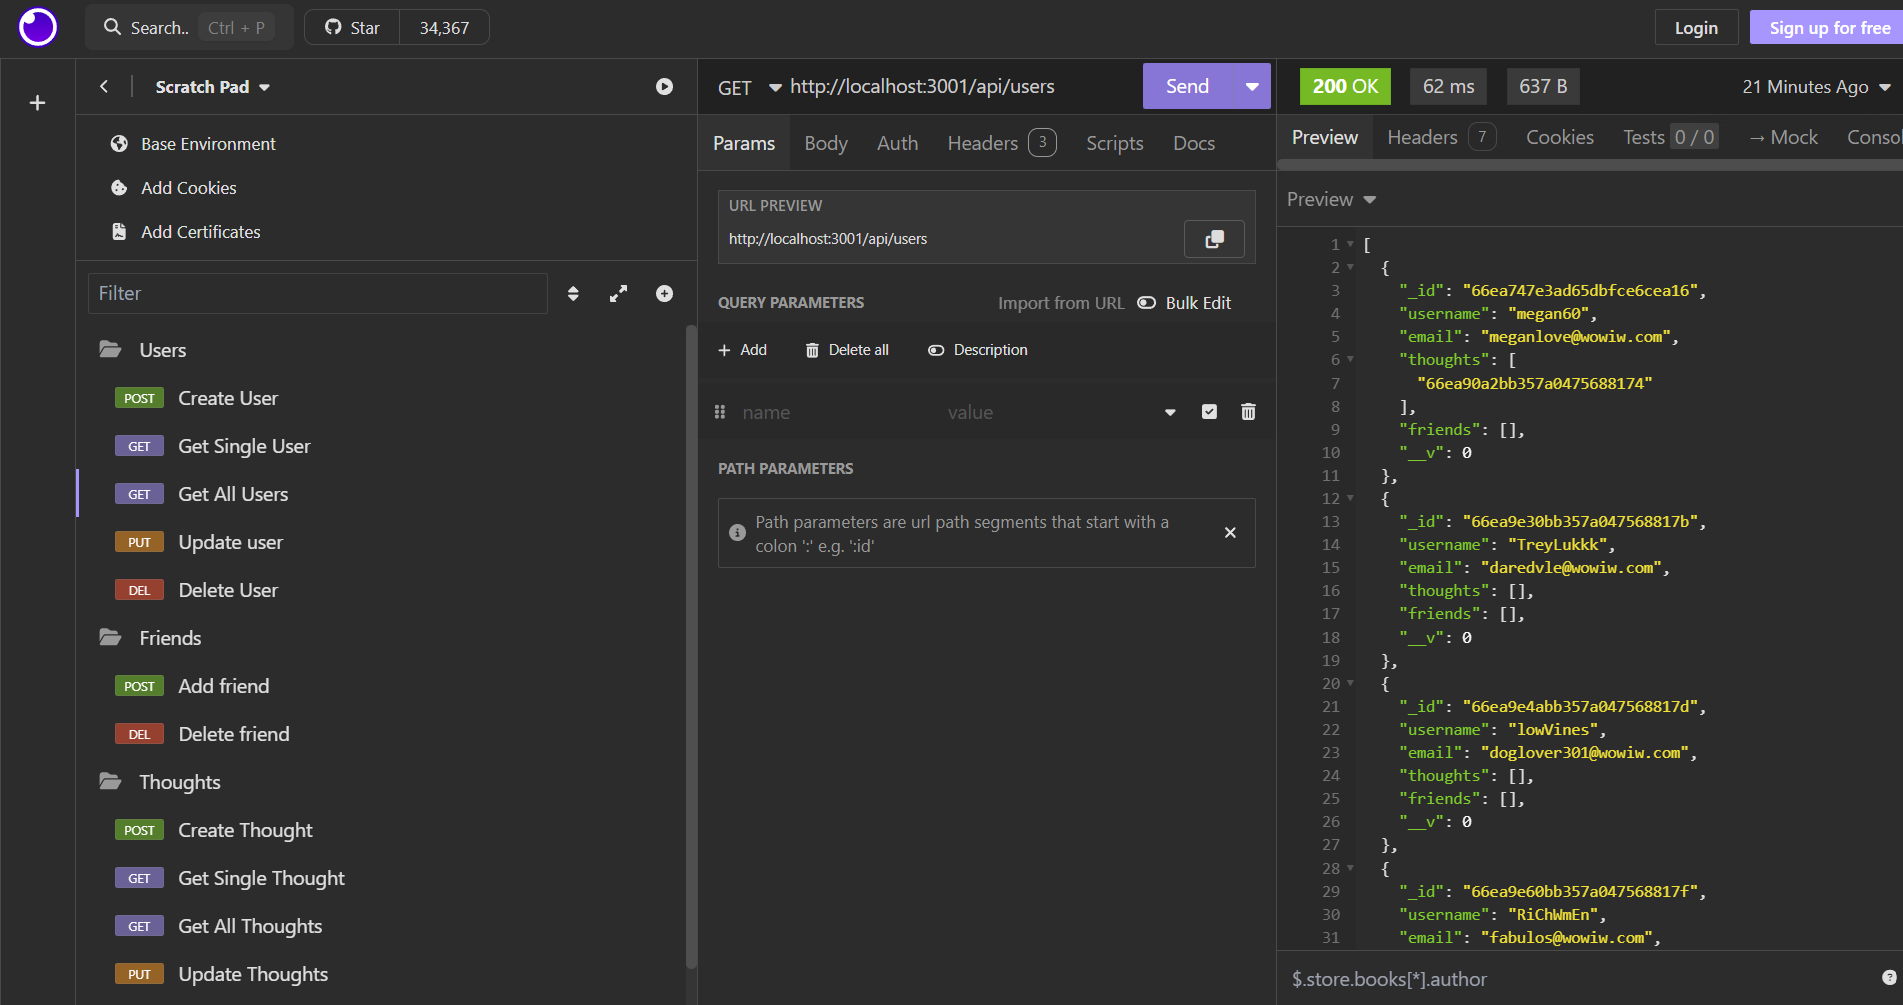 Search.. Ctrl + P Star 34,367 Login Sign up for free
Scratch Pad
Base Environment
Add Cookies
Add Certificates
Filter
Users
POST Create User
GET Get Single User
GET Get All Users
PUT Update user
DEL Delete User
Friends
POST Add friend
DEL Delete friend
Thoughts
POST Create Thought
GET Get Single Thought
GET Get All Thoughts
PUT Update Thoughts
GET http://localhost:3001/api/users Send
Params Body Auth Headers 3 Scripts Docs
URL PREVIEW
http://localhost:3001/api/users
QUERY PARAMETERS Import from URL Bulk Edit
+ Add Delete all Description
name value
PATH PARAMETERS
Path parameters are url path segments that start with a
colon ':' e.g. ':id'
200 OK 62 ms 637 B 21 Minutes Ago
Preview Headers 7 Cookies Tests 0 / 0 → Mock Consol
Preview
1 [
2 {
3 "_id": "66ea747e3ad65dbfce6cea16",
4 "username": "megan60",
5 "email": "meganlove@wowiw.com",
6 "thoughts": [
7 "66ea90a2bb357a0475688174"
8 ],
9 "friends": [],
10 "__v": 0
11 },
12 {
13 "_id": "66ea9e30bb357a047568817b",
14 "username": "TreyLukkk",
15 "email": "daredvle@wowiw.com",
16 "thoughts": [],
17 "friends": [],
18 "__v": 0
19 },
20 {
21 "_id": "66ea9e4abb357a047568817d",
22 "username": "lowVines",
23 "email": "doglover301@wowiw.com",
24 "thoughts": [],
25 "friends": [],
26 "__v": 0
27 },
28 {
29 "_id": "66ea9e60bb357a047568817f",
30 "username": "RiChWmEn",
31 "email": "fabulos@wowiw.com",
$.store.books[*].author